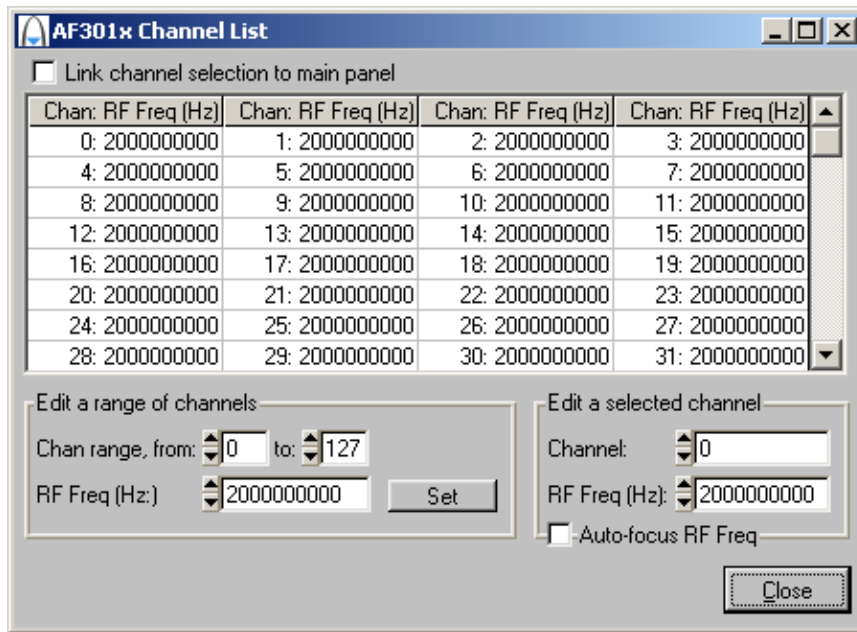 AF301x Channel List
Link channel selection to main panel
Chan: RF Freq (Hz) Chan: RF Freq (Hz) Chan: RF Freq (Hz) Chan: RF Freq (Hz)
0: 2000000000 1: 2000000000 2: 2000000000 3: 2000000000
4: 2000000000 5: 2000000000 6: 2000000000 7: 2000000000
8: 2000000000 9: 2000000000 10: 2000000000 11: 2000000000
12: 2000000000 13: 2000000000 14: 2000000000 15: 2000000000
16: 2000000000 17: 2000000000 18: 2000000000 19: 2000000000
20: 2000000000 21: 2000000000 22: 2000000000 23: 2000000000
24: 2000000000 25: 2000000000 26: 2000000000 27: 2000000000
28: 2000000000 29: 2000000000 30: 2000000000 31: 2000000000
Edit a range of channels
Chan range, from: 0 to: 127
RF Freq (Hz:) 2000000000 Set
Edit a selected channel
Channel: 0
RF Freq (Hz): 2000000000
Auto-focus RF Freq
Close